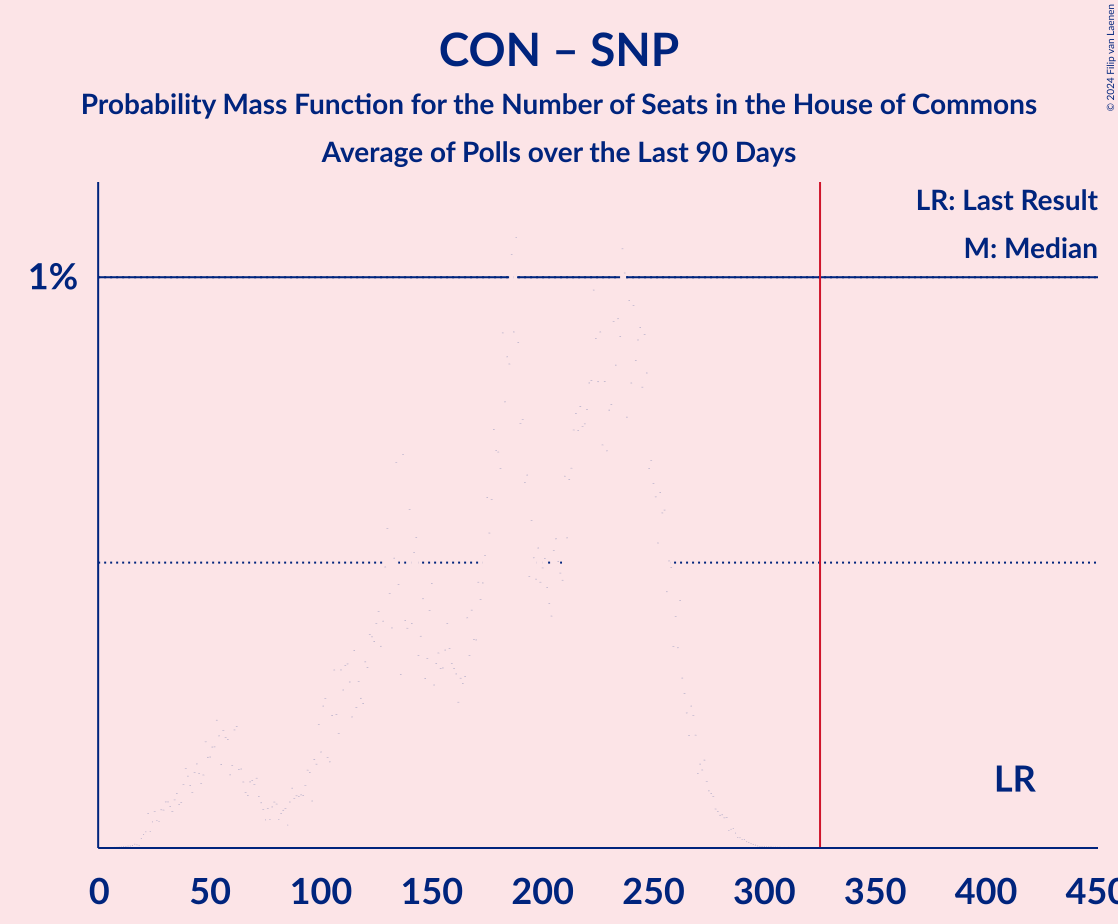 © 2024 Filip van Laenen
CON – SNP
Probability Mass Function for the Number of Seats in the House of Commons
Average of Polls over the Last 90 Days
LR: Last Result
M: Median
1%
LR
0 50 100 150 200 250 300 350 400 450